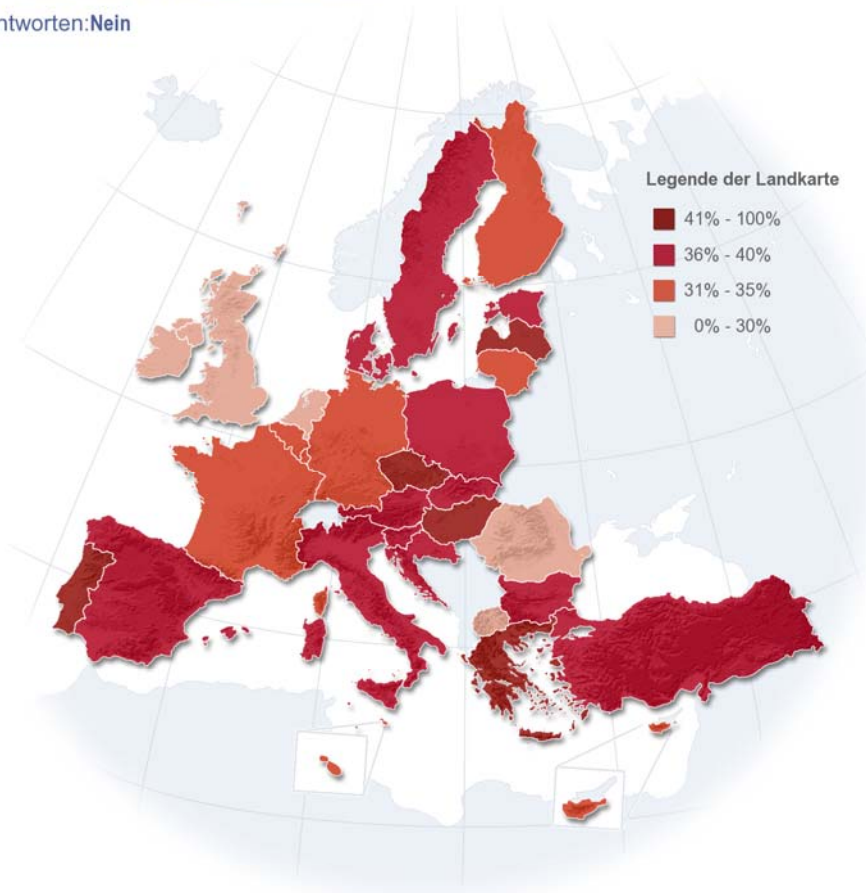 ntworten:Nein
Legende der Landkarte
41% - 100%
36% - 40%
31% - 35%
0% - 30%